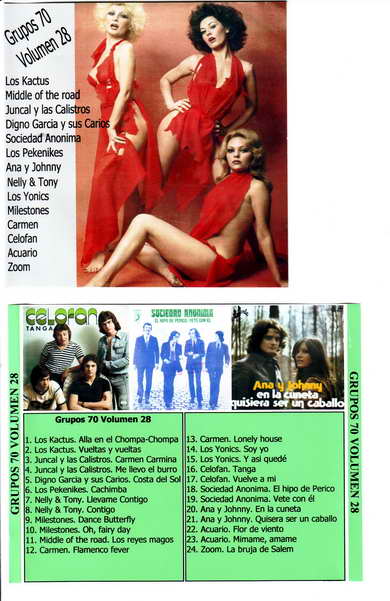 Grupos 70
Volumen 28
Los Kactus
Middle of the road
Juncal y las Calistros
Digno Garcia y sus Carios
Sociedad Anonima
Los Pekenikes
Ana y Johnny
Nelly & Tony
Los Yonics
Milestones
Carmen
Celofan
Acuario
Zoom
CELOFAN
TANGA
SOCIEDAD ANONIMA
EL HIPO DE PERICO/VETE CON EL
Ana y Johnny
en la cuneta
quisiera ser un caballo
GRUPOS 70 VOLUMEN 28
Grupos 70 Volumen 28
1. Los Kactus. Alla en el Chompa-Chompa
2. Los Kactus. Vueltas y vueltas
3. Juncal y las Calistros. Carmen Carmina
4. Juncal y las Calistros. Me llevo el burro
5. Digno Garcia y sus Carios. Costa del Sol
6. Los Pekenikes. Cachimba
7. Nelly & Tony. Llevame Contigo
8. Nelly & Tony. Contigo
9. Milestones. Dance Butterfly
10. Milestones. Oh, fairy day
11. Middle of the road. Los reyes magos
12. Carmen. Flamenco fever
13. Carmen. Lonely house
14. Los Yonics. Soy yo
15. Los Yonics. Y asi quedé
16. Celofan. Tanga
17. Celofan. Vuelve a mi
18. Sociedad Anonima. El hipo de Perico
19. Sociedad Anonima. Vete con él
20. Ana y Johnny. En la cuneta
21. Ana y Johnny. Quisera ser un caballo
22. Acuario. Flor de viento
23. Acuario. Mimame, amame
24. Zoom. La bruja de Salem
GRUPOS 70 VOLUMEN 28